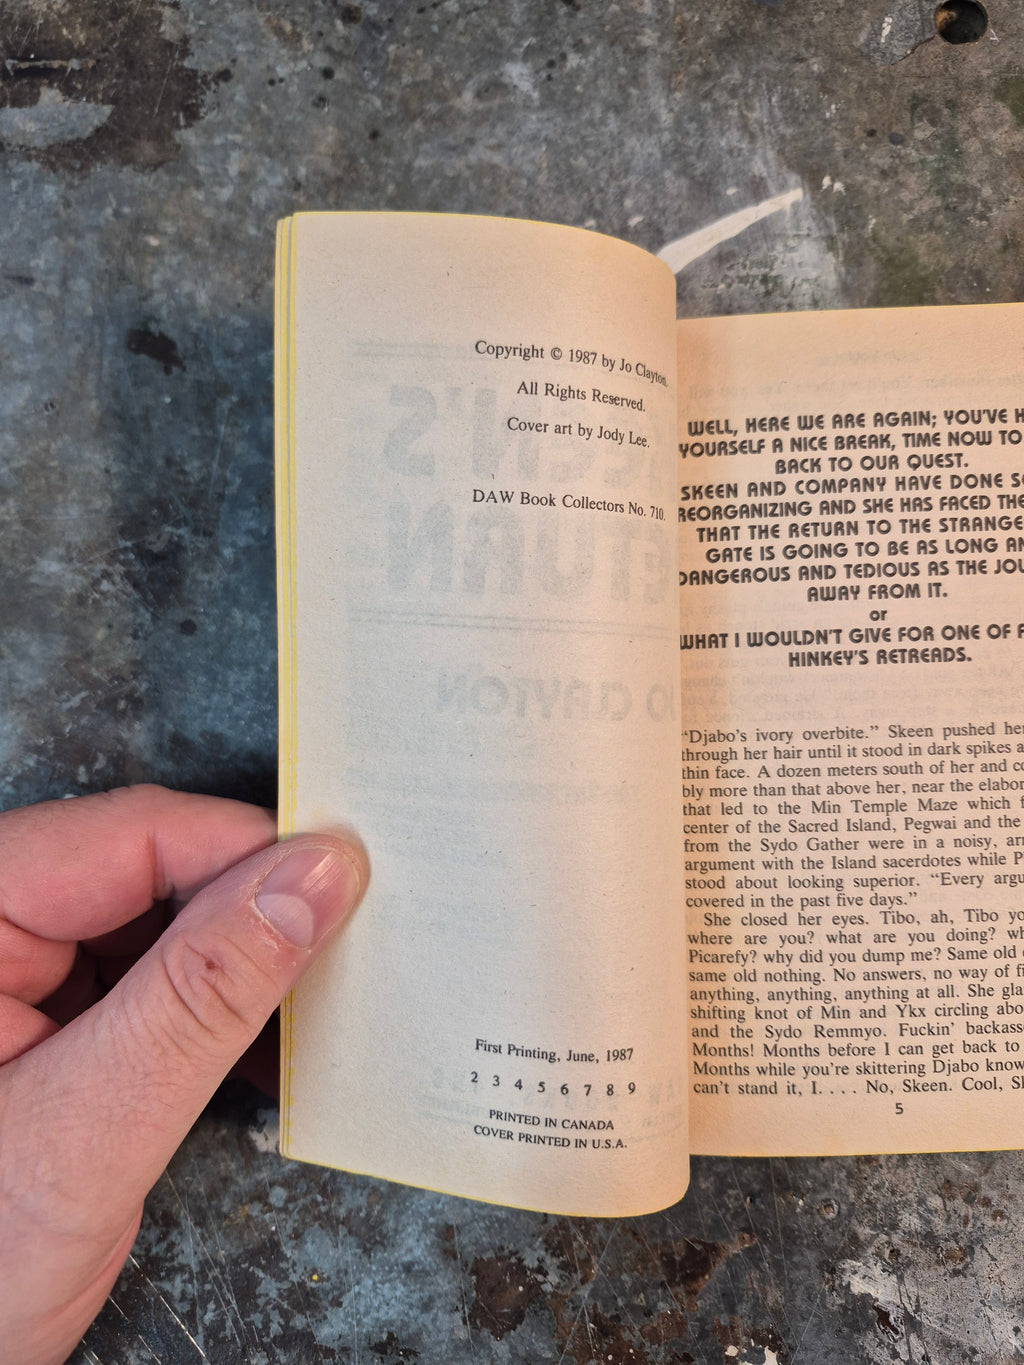 Copyright © 1987 by Jo Clayton.
All Rights Reserved.
Cover art by Jody Lee.
DAW Book Collectors No. 710.
First Printing, June, 1987
2 3 4 5 6 7 8 9
PRINTED IN CANADA
COVER PRINTED IN U.S.A.
WELL, HERE WE ARE AGAIN; YOU'VE
YOURSELF A NICE BREAK, TIME NOW TO
BACK TO OUR QUEST.
SKEEN AND COMPANY HAVE DONE
REORGANIZING AND SHE HAS FACED THE
THAT THE RETURN TO THE STRANGE
GATE IS GOING TO BE AS LONG
DANGEROUS AND TEDIOUS AS THE
AWAY FROM IT.
or
WHAT I WOULDN'T GIVE FOR ONE OF
HINKEY'S RETREADS.
“Djabo's ivory overbite.” Skeen pushed
through her hair until it stood in dark spikes
thin face. A dozen meters south of her and
bly more than that above her, near the
that led to the Min Temple Maze which
center of the Sacred Island, Pegwai and the
from the Sydo Gather were in a noisy,
argument with the Island sacerdotes while
stood about looking superior. “Every
covered in the past five days.”
She closed her eyes. Tibo, ah, Tibo
where are you? what are you doing?
Picarefy? why did you dump me? Same old
same old nothing. No answers, no way of
anything, anything, anything at all. She
shifting knot of Min and Ykx circling
and the Sydo Remmyo. Fuckin'
Months! Months before I can get back to
Months while you're skittering Djabo
can't stand it, I. . . . No, Skeen. Cool,
5